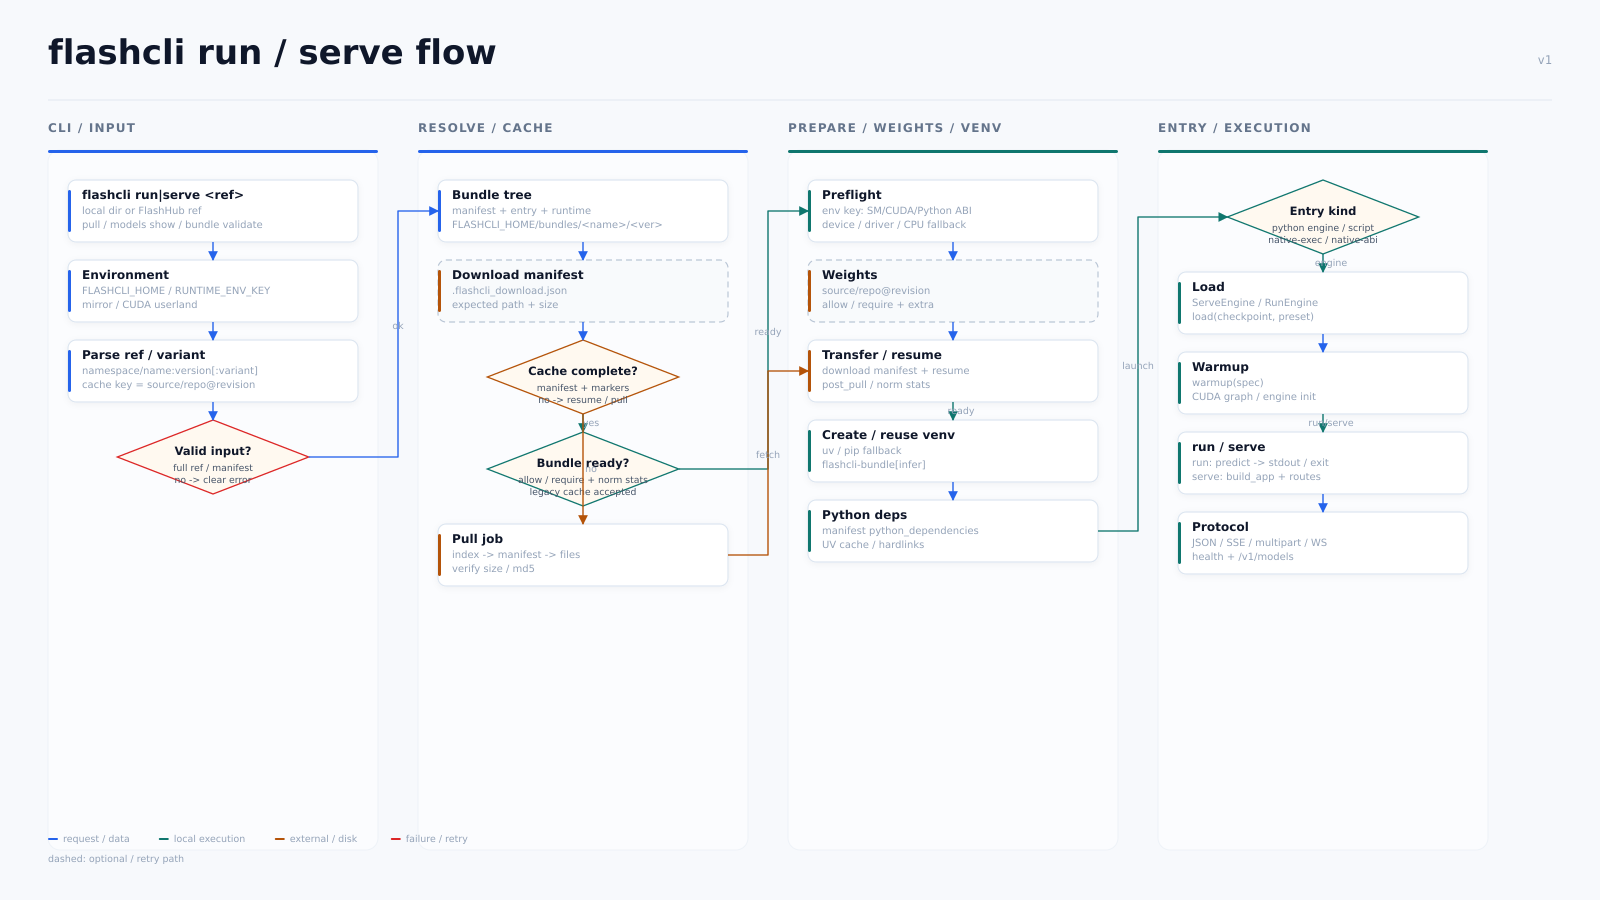 flashcli run / serve flow
v1
CLI / INPUT
flashcli run|serve <ref>
local dir or FlashHub ref
pull / models show / bundle validate
Environment
FLASHCLI_HOME / RUNTIME_ENV_KEY
mirror / CUDA userland
Parse ref / variant
namespace/name:version[:variant]
cache key = source/repo@revision
Valid input?
full ref / manifest
no -> clear error
ok
RESOLVE / CACHE
Bundle tree
manifest + entry + runtime
FLASHCLI_HOME/bundles/<name>/<ver>
Download manifest
.flashcli_download.json
expected path + size
Cache complete?
manifest + markers
no -> resume / pull
yes
Bundle ready?
no
allow / require + norm stats
legacy cache accepted
Pull job
index -> manifest -> files
verify size / md5
ready
fetch
PREPARE / WEIGHTS / VENV
Preflight
env key: SM/CUDA/Python ABI
device / driver / CPU fallback
Weights
source/repo@revision
allow / require + extra
Transfer / resume
download manifest + resume
post_pull / norm stats
ready
Create / reuse venv
uv / pip fallback
flashcli-bundle[infer]
Python deps
manifest python_dependencies
UV cache / hardlinks
launch
ENTRY / EXECUTION
Entry kind
python engine / script
native-exec / native-abi
engine
Load
ServeEngine / RunEngine
load(checkpoint, preset)
Warmup
warmup(spec)
CUDA graph / engine init
run/serve
run / serve
run: predict -> stdout / exit
serve: build_app + routes
Protocol
JSON / SSE / multipart / WS
health + /v1/models
request / data
local execution
external / disk
failure / retry
dashed: optional / retry path